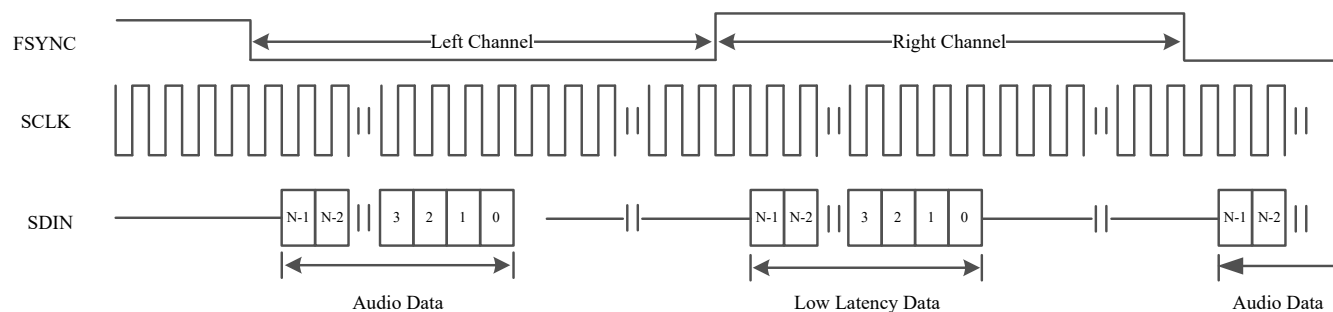 FSYNC
Left Channel
Right Channel
SCLK
SDIN
N-1 N-2 3 2 1 0 N-1 N-2 3 2 1 0 N-1 N-2
Audio Data
Low Latency Data
Audio Data